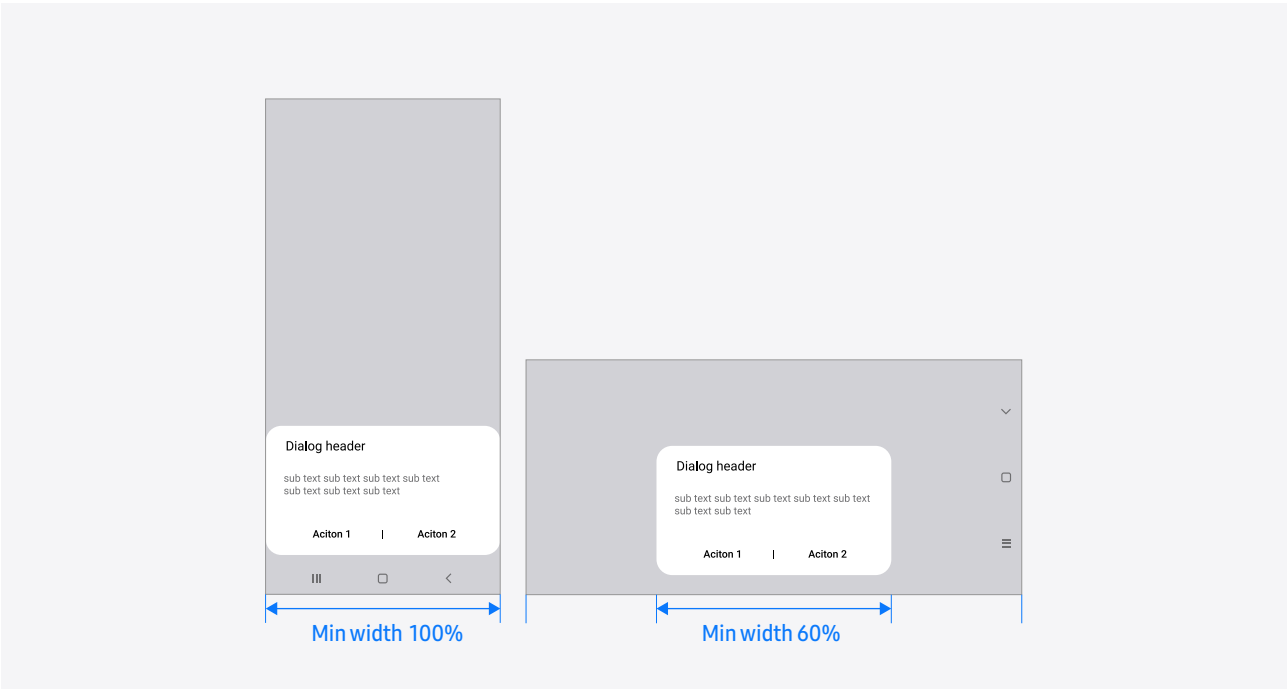 Dialog header
sub text sub text sub text sub text
sub text sub text sub text
Aciton 1 | Aciton 2
Min width 100%
Dialog header
sub text sub text sub text sub text sub text
sub text sub text
Aciton 1 | Aciton 2
Min width 60%